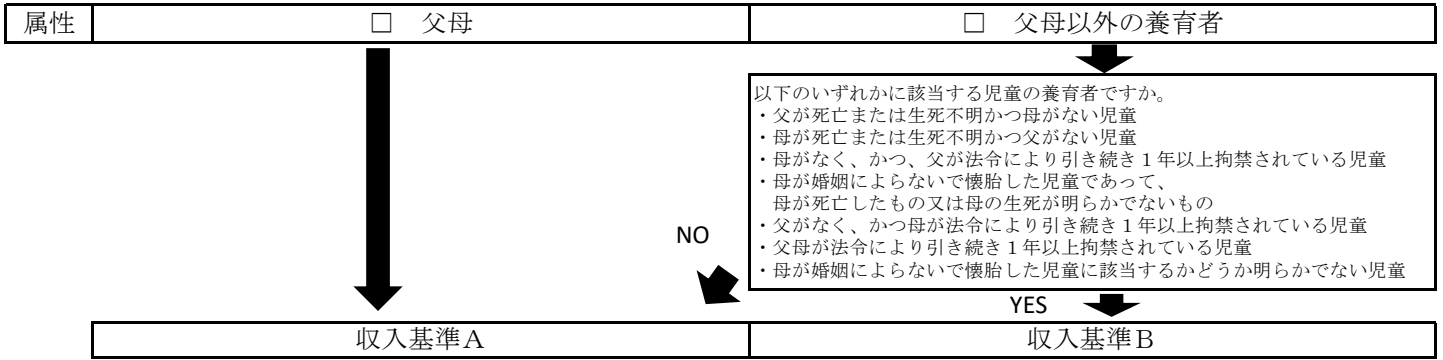 属性 □ 父母 □ 父母以外の養育者
以下のいずれかに該当する児童の養育者ですか。
・父が死亡または生死不明かつ母がない児童
・母が死亡または生死不明かつ父がない児童
・母がなく、かつ、父が法令により引き続き１年以上拘禁されている児童
・母が婚姻によらないで懐胎した児童であって、
母が死亡したもの又は母の生死が明らかでないもの
・父がなく、かつ母が法令により引き続き１年以上拘禁されている児童
・父母が法令により引き続き１年以上拘禁されている児童
・母が婚姻によらないで懐胎した児童に該当するかどうか明らかでない児童
NO
YES
収入基準Ａ 収入基準Ｂ